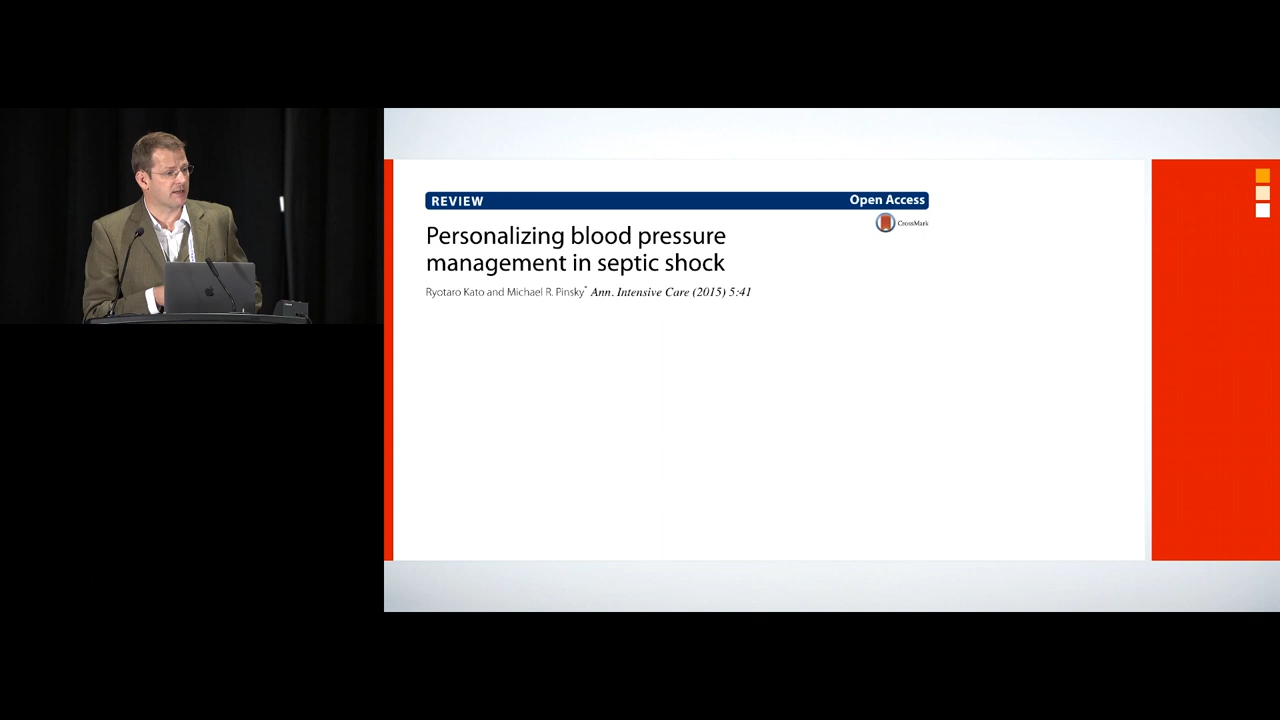 REVIEW Open Access
CrossMark
Personalizing blood pressure
management in septic shock
Ryotaro Kato and Michael R. Pinsky* Ann. Intensive Care (2015) 5:41